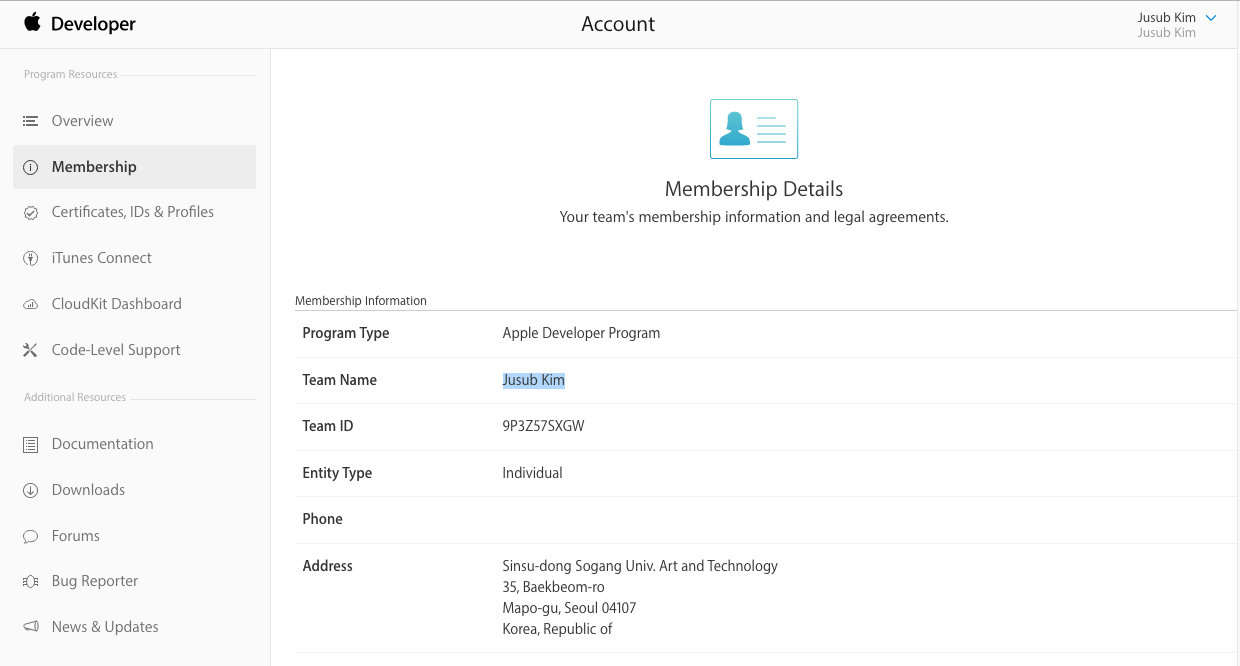 Developer
Account
Jusub Kim
Jusub Kim
Program Resources
Overview
Membership
Certificates, IDs & Profiles
iTunes Connect
CloudKit Dashboard
Code-Level Support
Additional Resources
Documentation
Downloads
Forums
Bug Reporter
News & Updates
Membership Details
Your team's membership information and legal agreements.
Membership Information
Program Type Apple Developer Program
Team Name Jusub Kim
Team ID 9P3Z57SXGW
Entity Type Individual
Phone
Address Sinsu-dong Sogang Univ. Art and Technology
35, Baekbeom-ro
Mapo-gu, Seoul 04107
Korea, Republic of